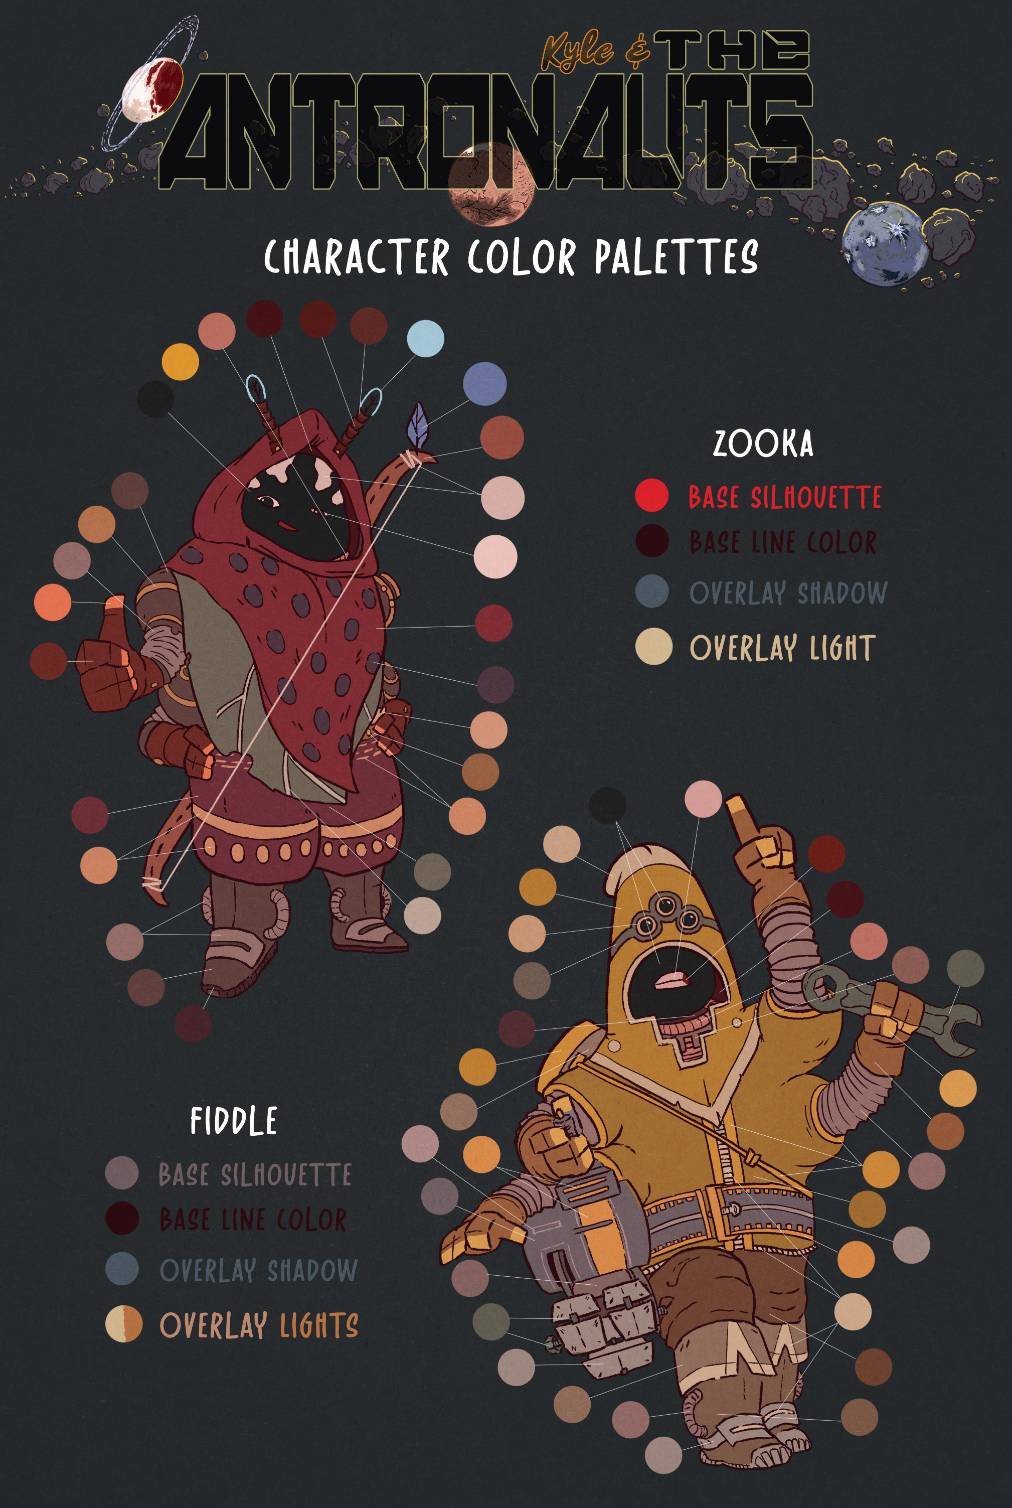 Kyle & THE
ANTRONAUTS
CHARACTER COLOR PALETTES
ZOOKA
BASE SILHOUETTE
BASE LINE COLOR
OVERLAY SHADOW
OVERLAY LIGHT
FIDDLE
BASE SILHOUETTE
BASE LINE COLOR
OVERLAY SHADOW
OVERLAY LIGHTS